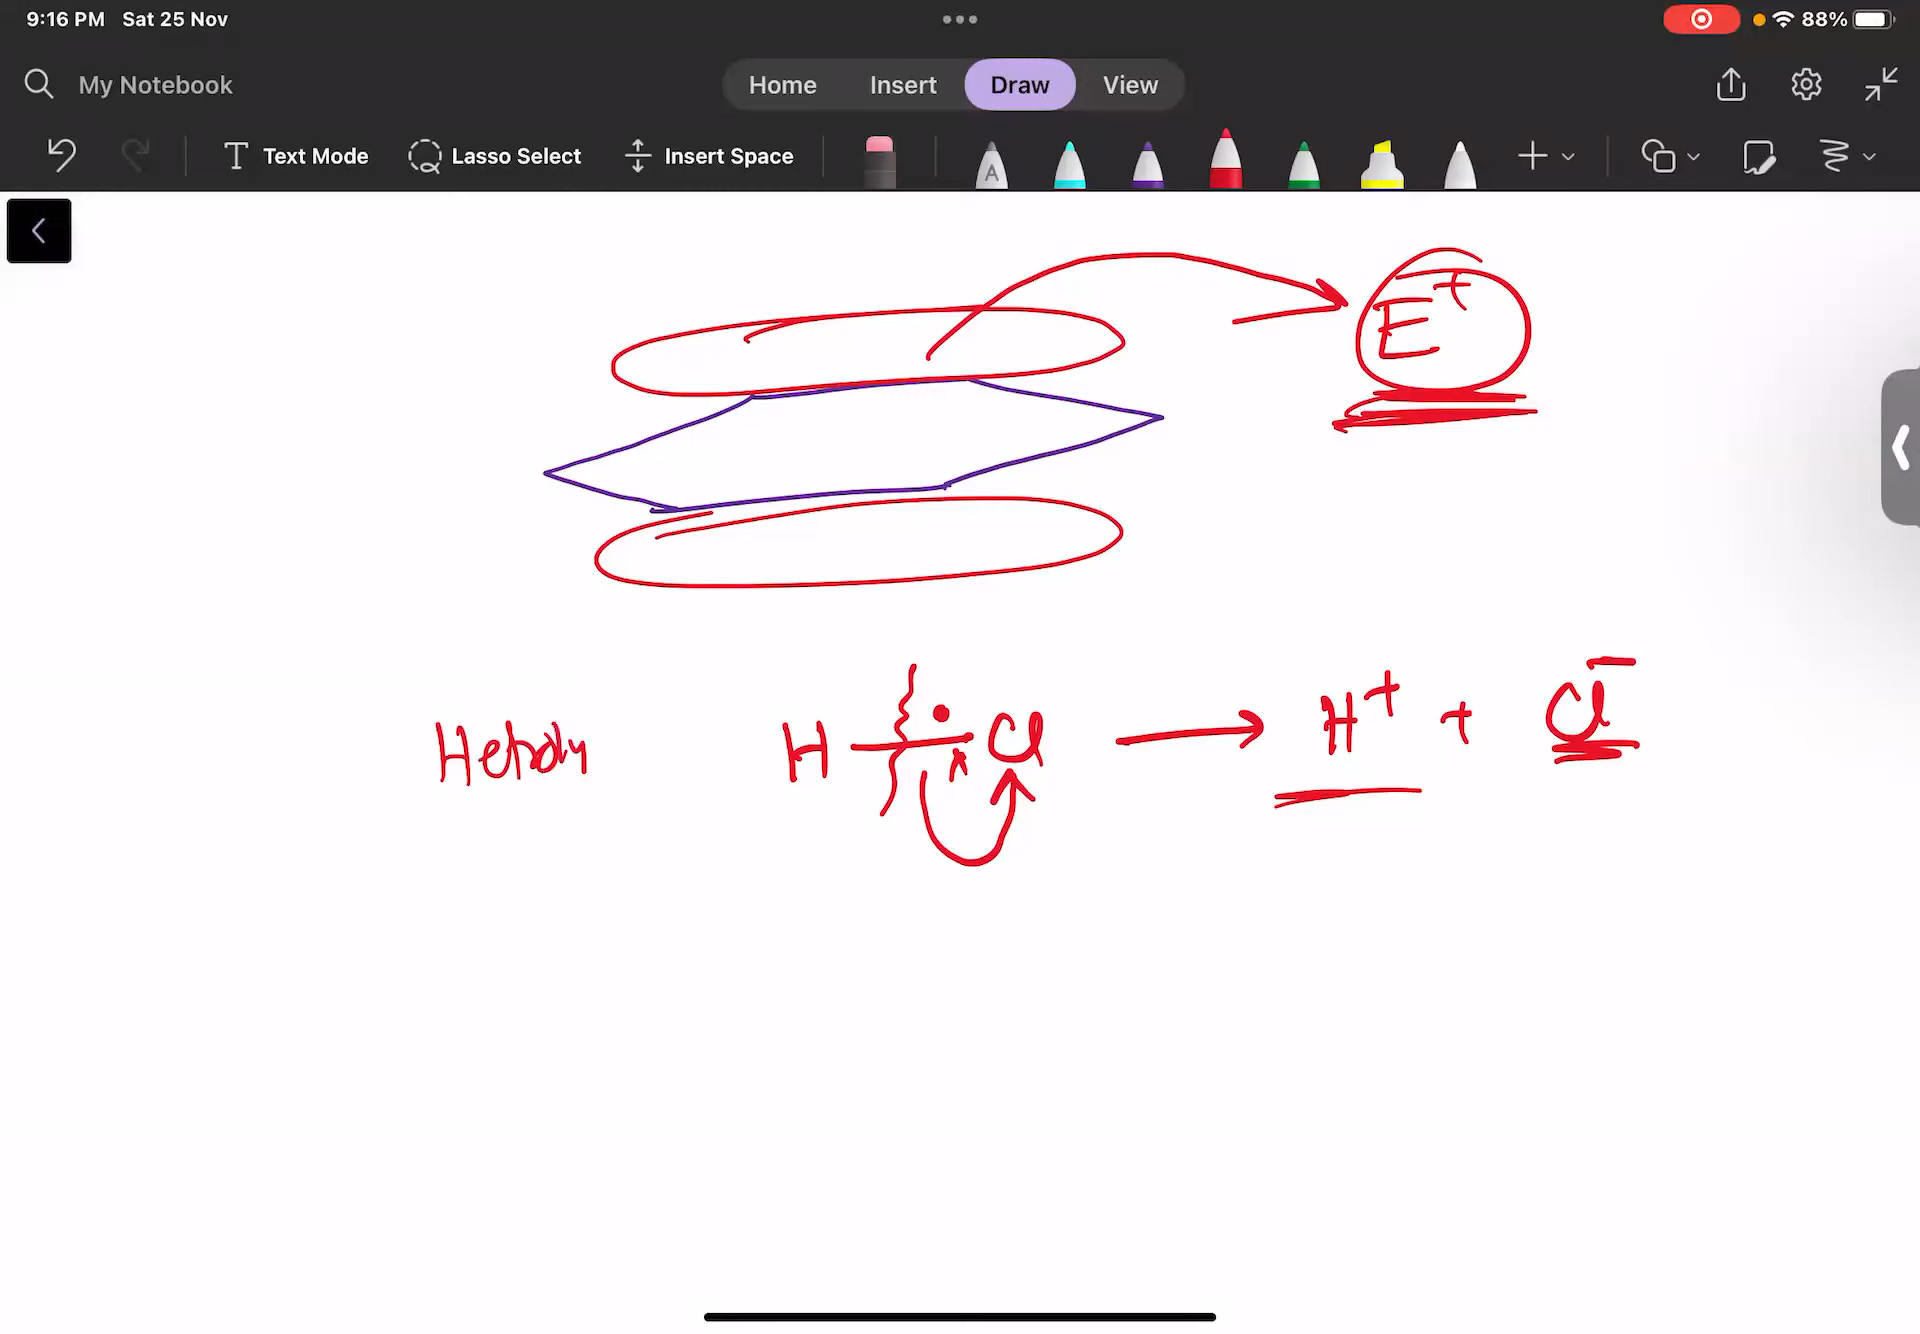 9:16 PM Sat 25 Nov
88%
My Notebook
Home Insert Draw View
Text Mode Lasso Select Insert Space
A
E+
H Cl → H+ + Cl-